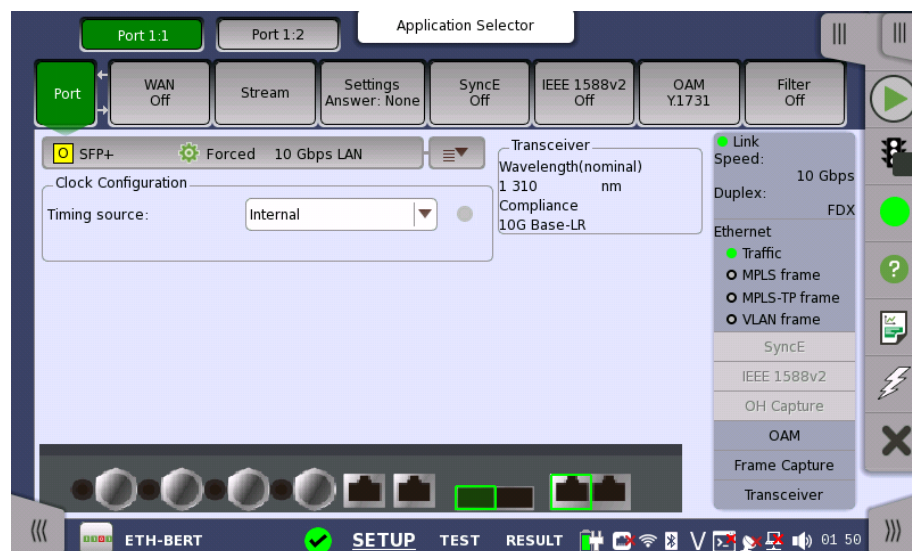 Application Selector
Port 1:1
Port 1:2
Port
WAN
Off
Stream
Settings
Answer: None
SyncE
Off
IEEE 1588v2
Off
OAM
Y.1731
Filter
Off
SFP+ Forced 10 Gbps LAN
Clock Configuration
Timing source: Internal
Transceiver
Wavelength(nominal)
1 310 nm
Compliance
10G Base-LR
Link
Speed:
10 Gbps
Duplex:
FDX
Ethernet
Traffic
MPLS frame
MPLS-TP frame
VLAN frame
SyncE
IEEE 1588v2
OH Capture
OAM
Frame Capture
Transceiver
ETH-BERT
SETUP
TEST
RESULT
01 50